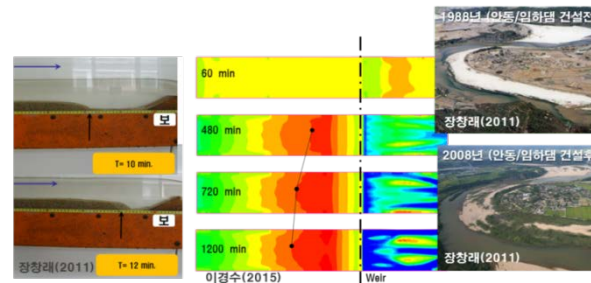 보
T= 10 min.
보
장창래(2011)
T= 12 min.
60 min
480 min
720 min
1200 min
이경수(2015)
Weir
1988년 (안동/임하댐 건설전
장창래(2011)
2008년 (안동/임하댐 건설후
장창래(2011)